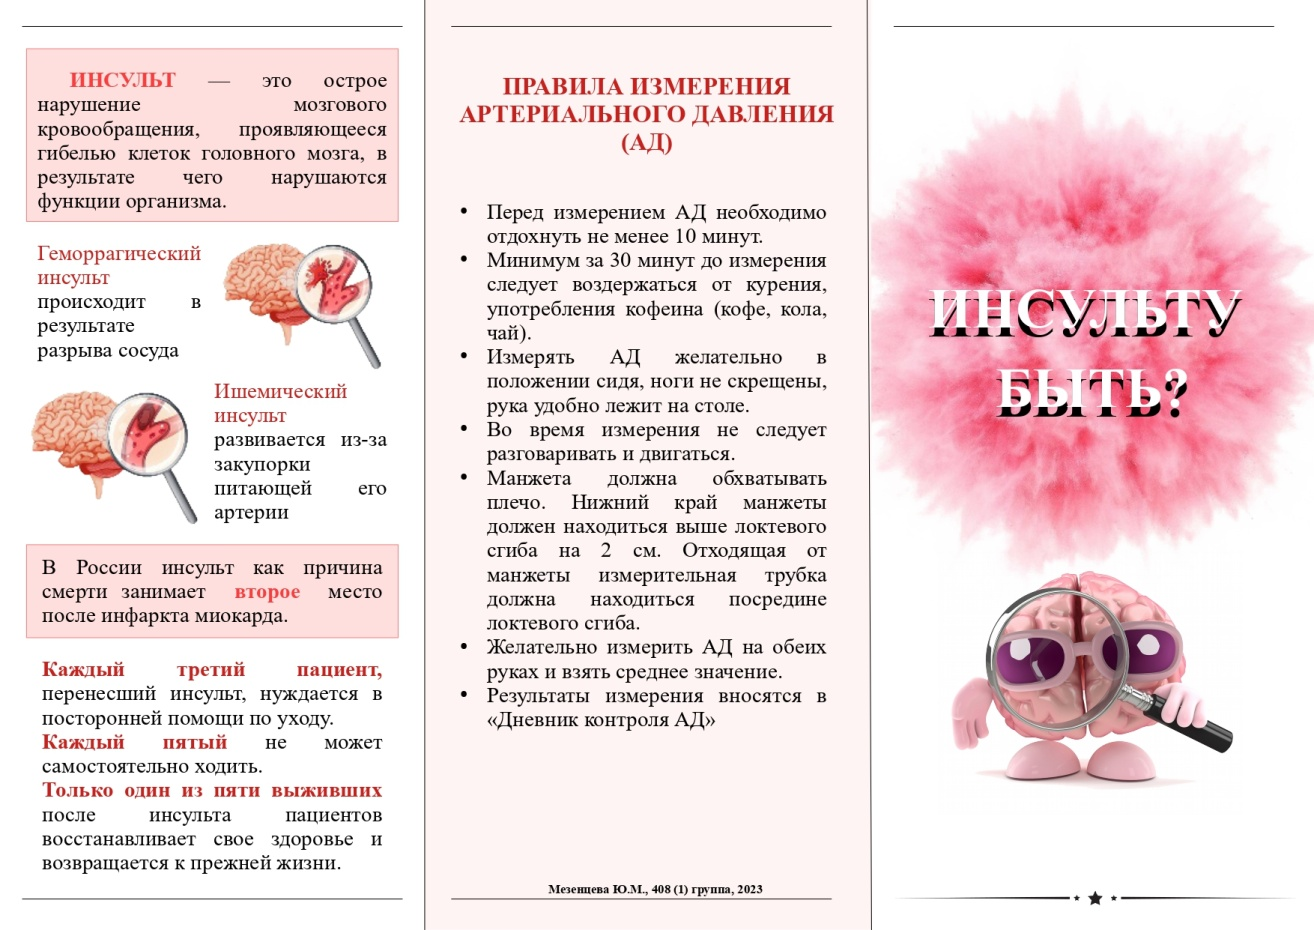 ИНСУЛЬТ — это острое
нарушение мозгового
кровообращения, проявляющееся
гибелью клеток головного мозга, в
результате чего нарушаются
функции организма.
Геморрагический
инсульт
происходит в
результате
разрыва сосуда
Ишемический
инсульт
развивается из-за
закупорки
питающей его
артерии
В России инсульт как причина
смерти занимает второе место
после инфаркта миокарда.
Каждый третий пациент,
перенесший инсульт, нуждается в
посторонней помощи по уходу.
Каждый пятый не может
самостоятельно ходить.
Только один из пяти выживших
после инсульта пациентов
восстанавливает свое здоровье и
возвращается к прежней жизни.
ПРАВИЛА ИЗМЕРЕНИЯ
АРТЕРИАЛЬНОГО ДАВЛЕНИЯ
(АД)
• Перед измерением АД необходимо
отдохнуть не менее 10 минут.
• Минимум за 30 минут до измерения
следует воздержаться от курения,
употребления кофеина (кофе, кола,
чай).
• Измерять АД желательно в
положении сидя, ноги не скрещены,
рука удобно лежит на столе.
• Во время измерения не следует
разговаривать и двигаться.
• Манжета должна обхватывать
плечо. Нижний край манжеты
должен находиться выше локтевого
сгиба на 2 см. Отходящая от
манжеты измерительная трубка
должна находиться посредине
локтевого сгиба.
• Желательно измерить АД на обеих
руках и взять среднее значение.
• Результаты измерения вносятся в
«Дневник контроля АД»
Мезенцева Ю.М., 408 (1) группа, 2023
ИНСУЛЬТУ
БЫТЬ?